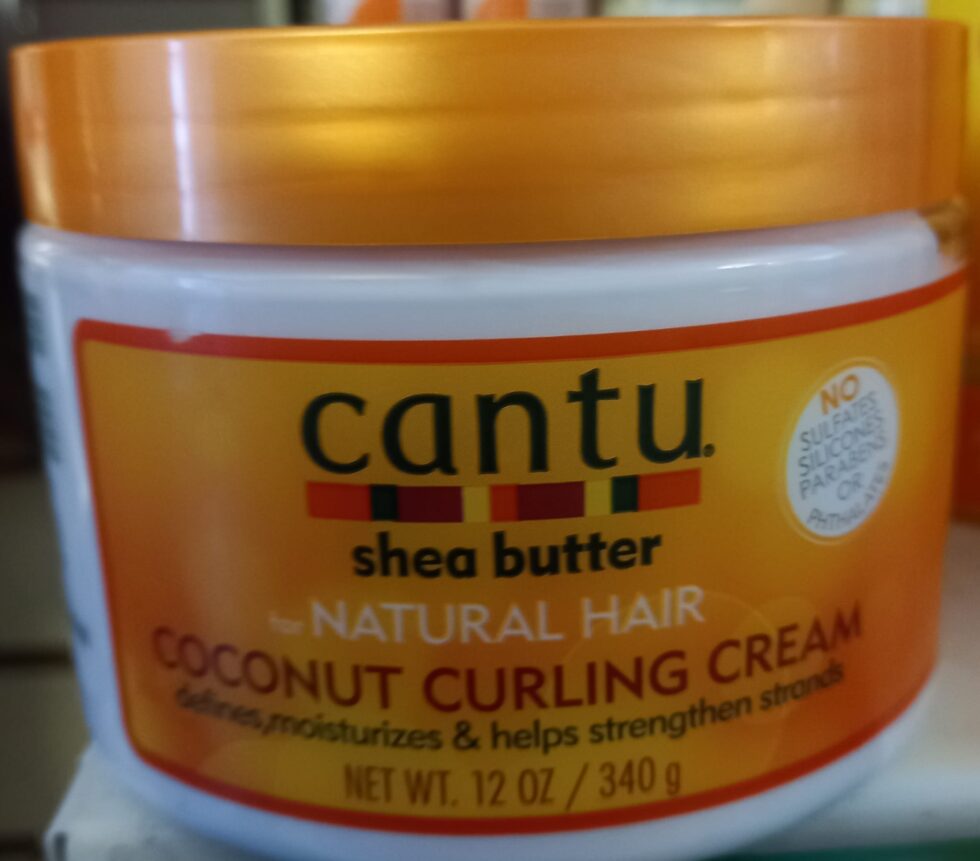 cantu.
shea butter
for NATURAL HAIR
COCONUT CURLING CREAM
defines, moisturizes & helps strengthen strands
NET WT. 12 OZ / 340 g
NO
SULFATES,
SILICONES,
PARABENS
OR
PHTHALATES